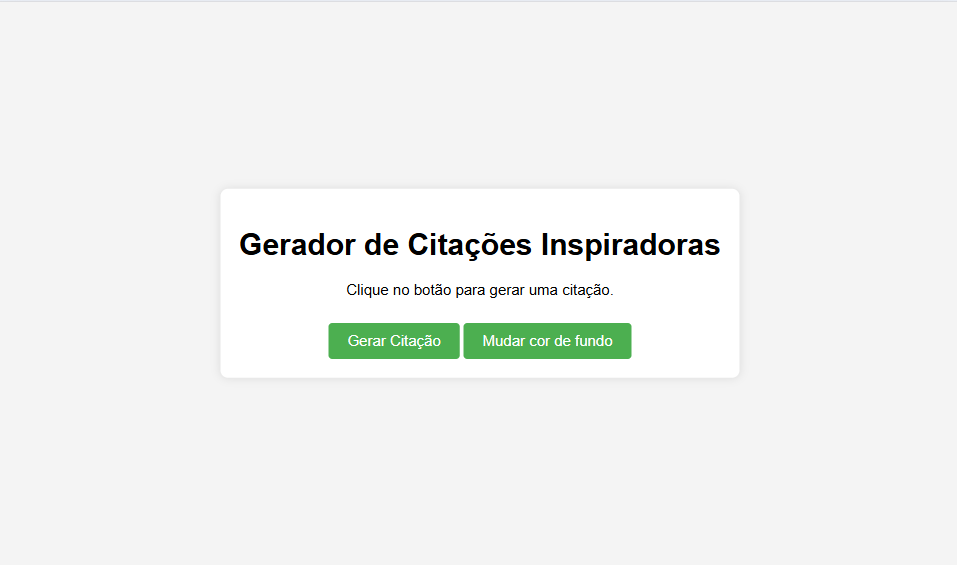 Gerador de Citações Inspiradoras
Clique no botão para gerar uma citação.
Gerar Citação Mudar cor de fundo